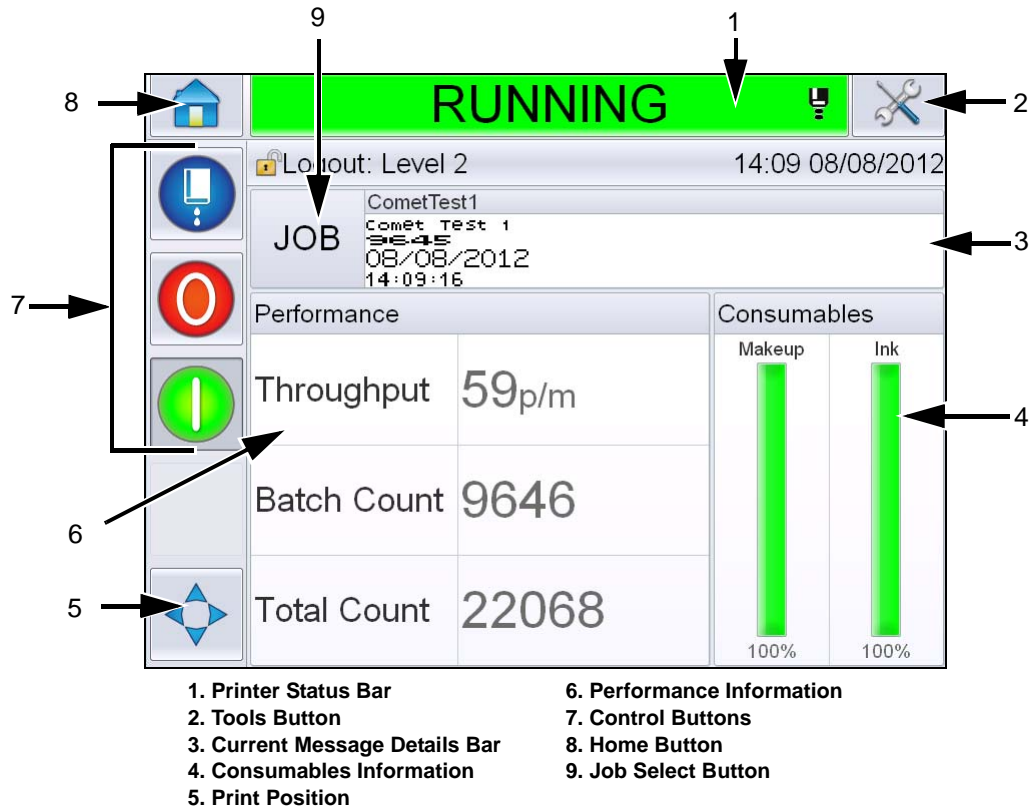 9
1
8
RUNNING
2
Logout: Level 2
14:09 08/08/2012
CometTest1
JOB
Comet Test 1
9645
08/08/2012
14:09:16
3
7
Performance
Consumables
Makeup
Ink
Throughput
59p/m
4
Batch Count
9646
6
5
Total Count
22068
100%
100%
1. Printer Status Bar
2. Tools Button
3. Current Message Details Bar
4. Consumables Information
5. Print Position
6. Performance Information
7. Control Buttons
8. Home Button
9. Job Select Button